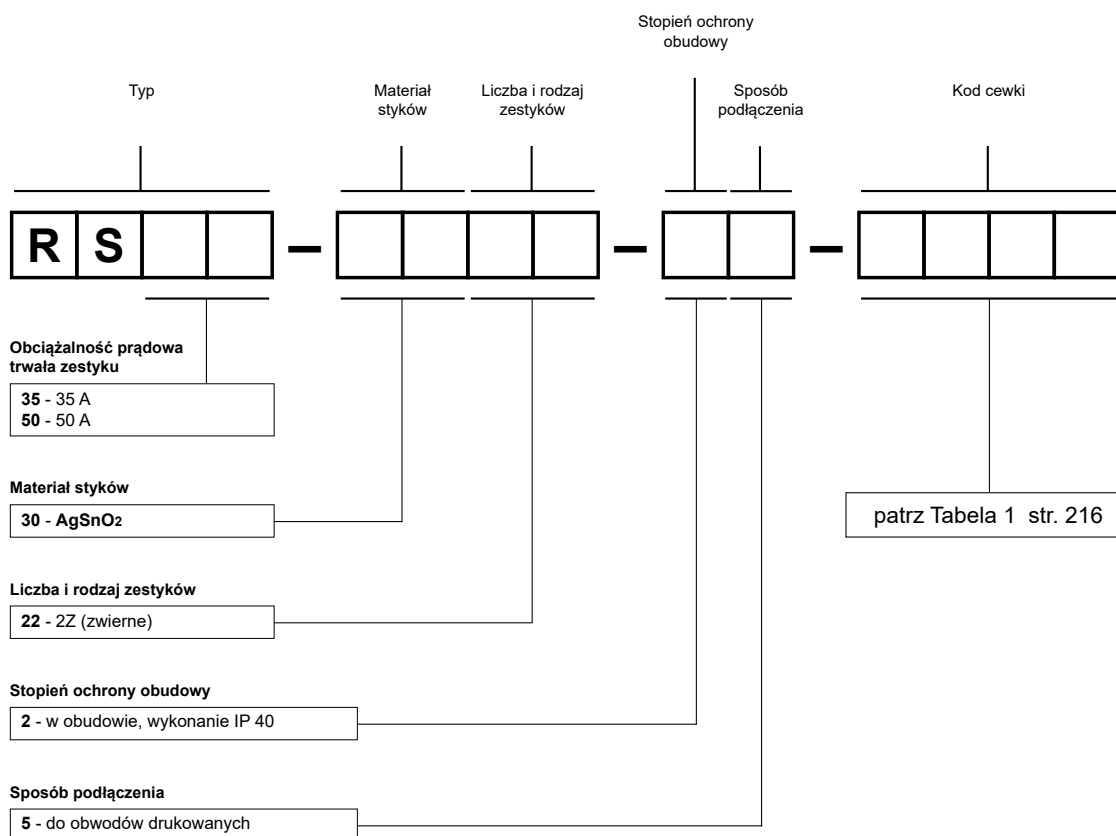 Stopień ochrony
obudowy
Typ
Materiał
styków
Liczba i rodzaj
zestyków
Sposób
podłączenia
Kod cewki
R S – – –
Obciążalność prądowa
trwała zestyku
35 - 35 A
50 - 50 A
Materiał styków
30 - AgSnO2
patrz Tabela 1 str. 216
Liczba i rodzaj zestyków
22 - 2Z (zwierne)
Stopień ochrony obudowy
2 - w obudowie, wykonanie IP 40
Sposób podłączenia
5 - do obwodów drukowanych